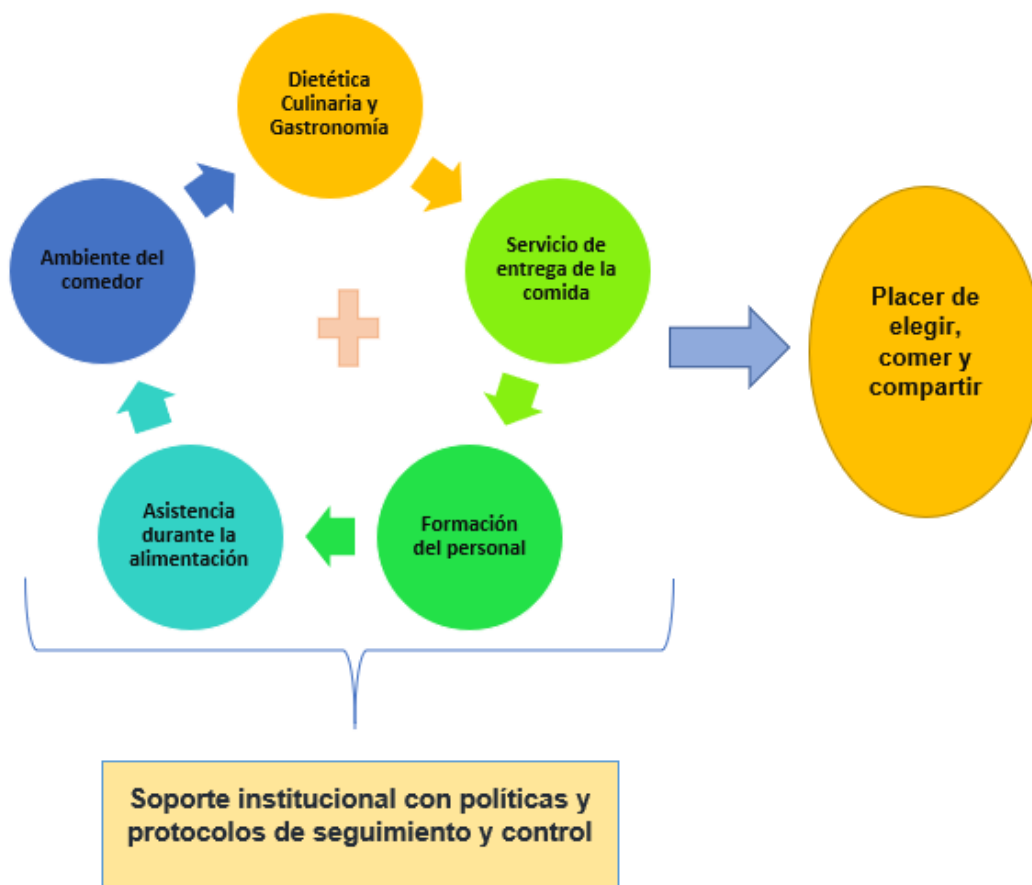 Dietética
Culinaria y
Gastronomía
Ambiente del
comedor
Servicio de
entrega de la
comida
Placer de
elegir,
comer y
compartir
Asistencia
durante la
alimentación
Formación
del personal
Soporte institucional con políticas y
protocolos de seguimiento y control